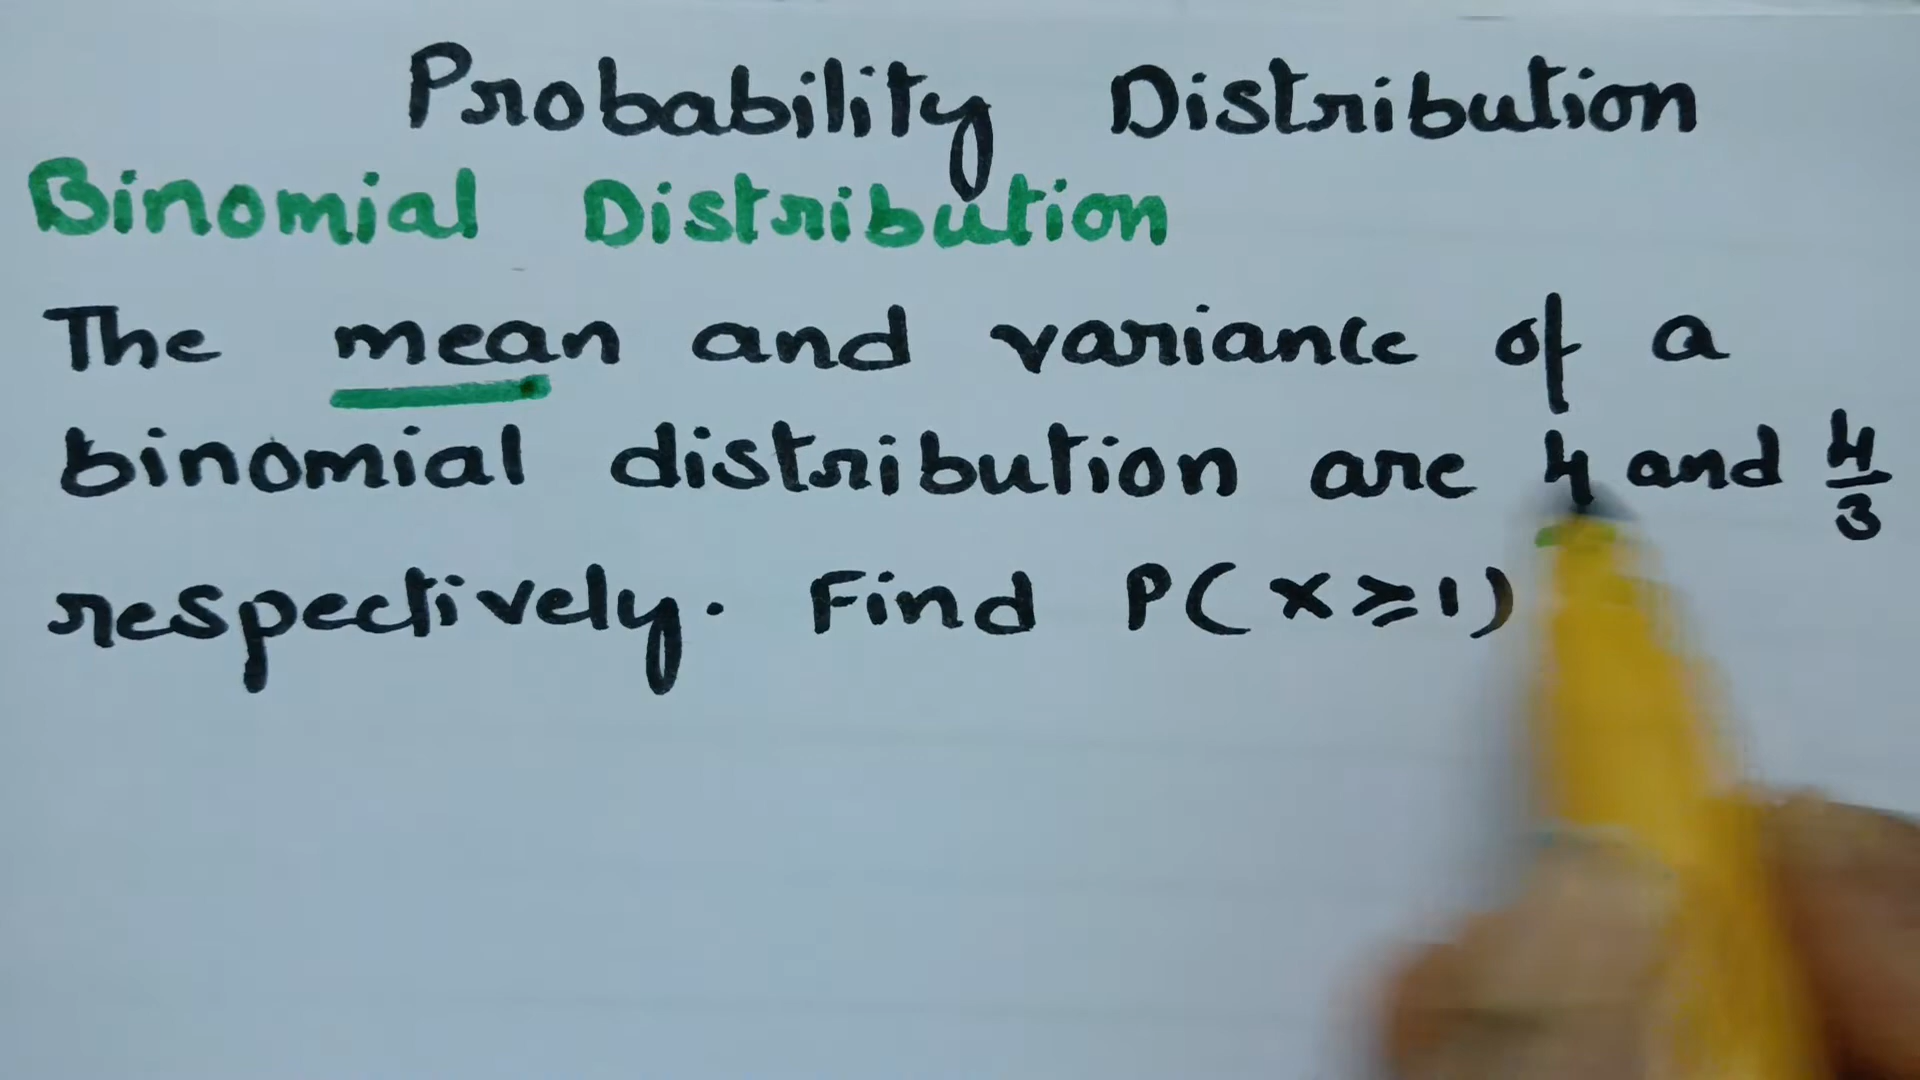 Probability Distribution
Binomial Distribution
The mean and variance of a
binomial distribution are 4 and 4/3
respectively. Find P(x≥1)